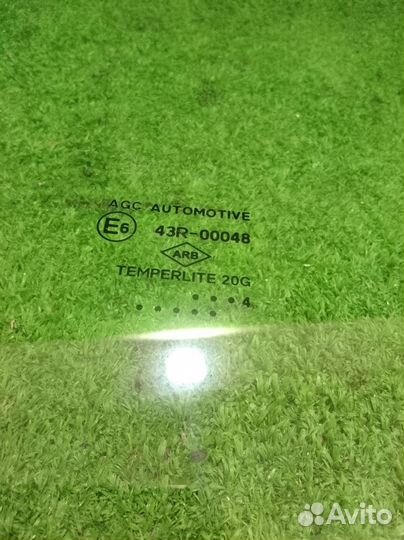 AGC AUTOMOTIVE
E6 43R-00048
ARB
TEMPERLITE 20G
4
Avito